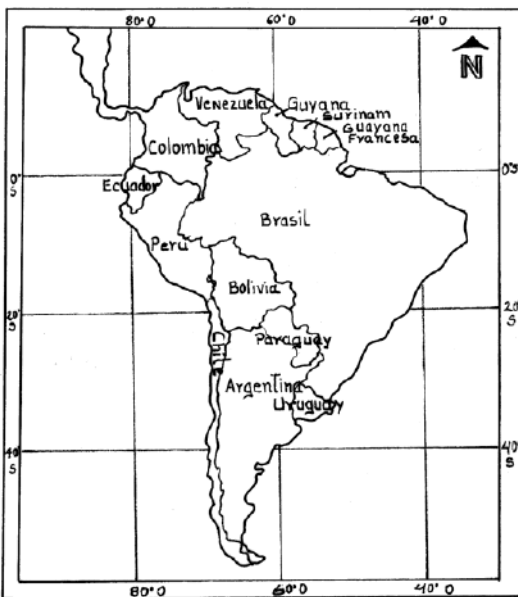 80° O 60° O 40° O
N
Venezuela
Guyana
Surinam
Guayana
Francesa
Colombia
0° S
0° S
Ecuador
Brasil
Perú
Bolivia
20° S
20° S
Chile
Paraguay
Argentina
Uruguay
40° S
40° S
80° O 60° O 40° O